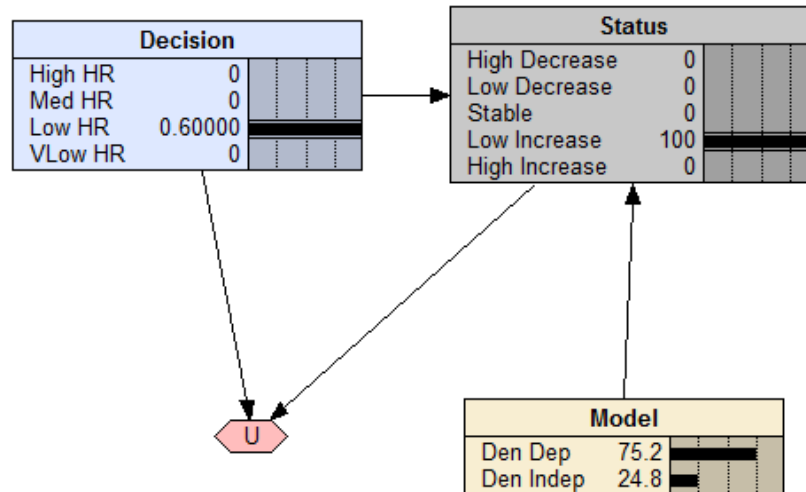 Decision
High HR 0
Med HR 0
Low HR 0.60000
VLow HR 0
Status
High Decrease 0
Low Decrease 0
Stable 0
Low Increase 100
High Increase 0
U
Model
Den Dep 75.2
Den Indep 24.8